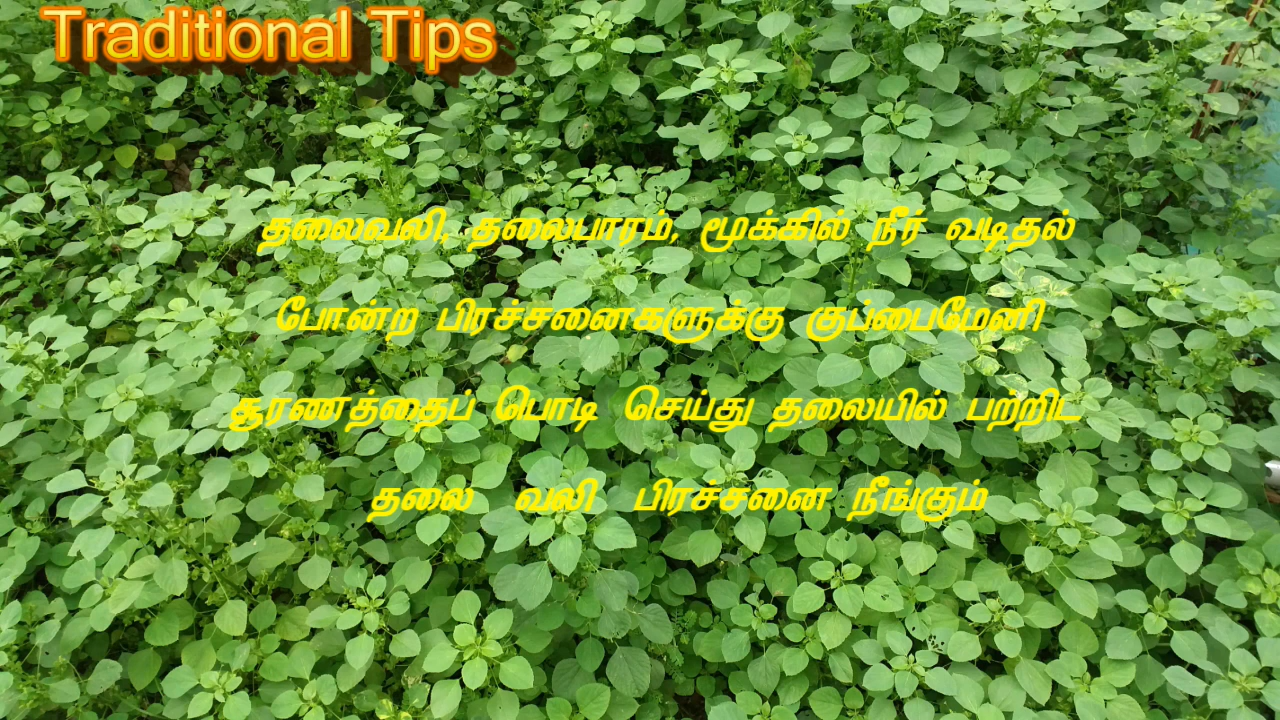 Traditional Tips
தலைவலி, தலைபாரம், மூக்கில் நீர் வடிதல்
போன்ற பிரச்சனைகளுக்கு குப்பைமேனி
சூரணத்தைப் பொடி செய்து தலையில் பற்றிட
தலை வலி பிரச்சனை நீங்கும்